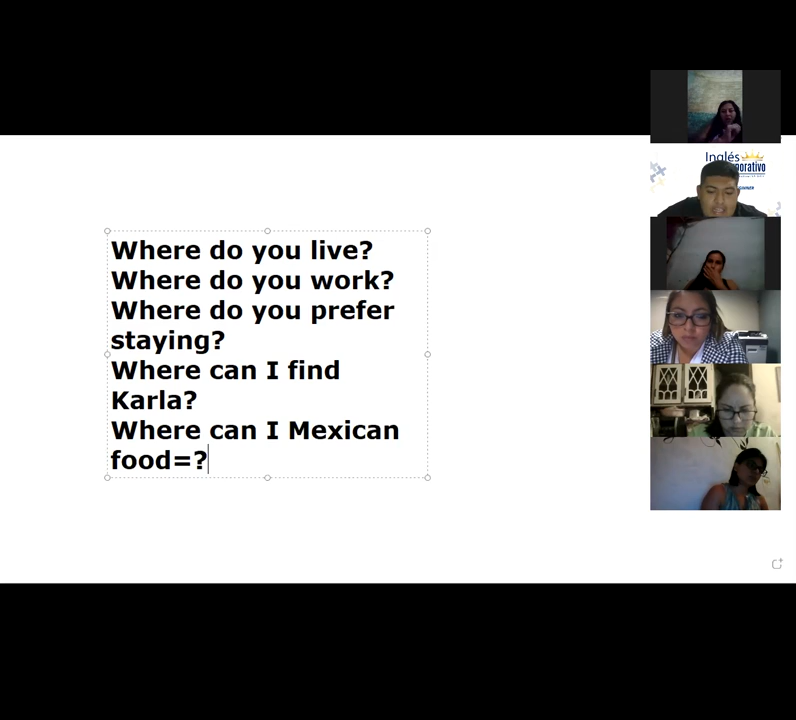 Where do you live?
Where do you work?
Where do you prefer
staying?
Where can I find
Karla?
Where can I Mexican
food=?
Inglés